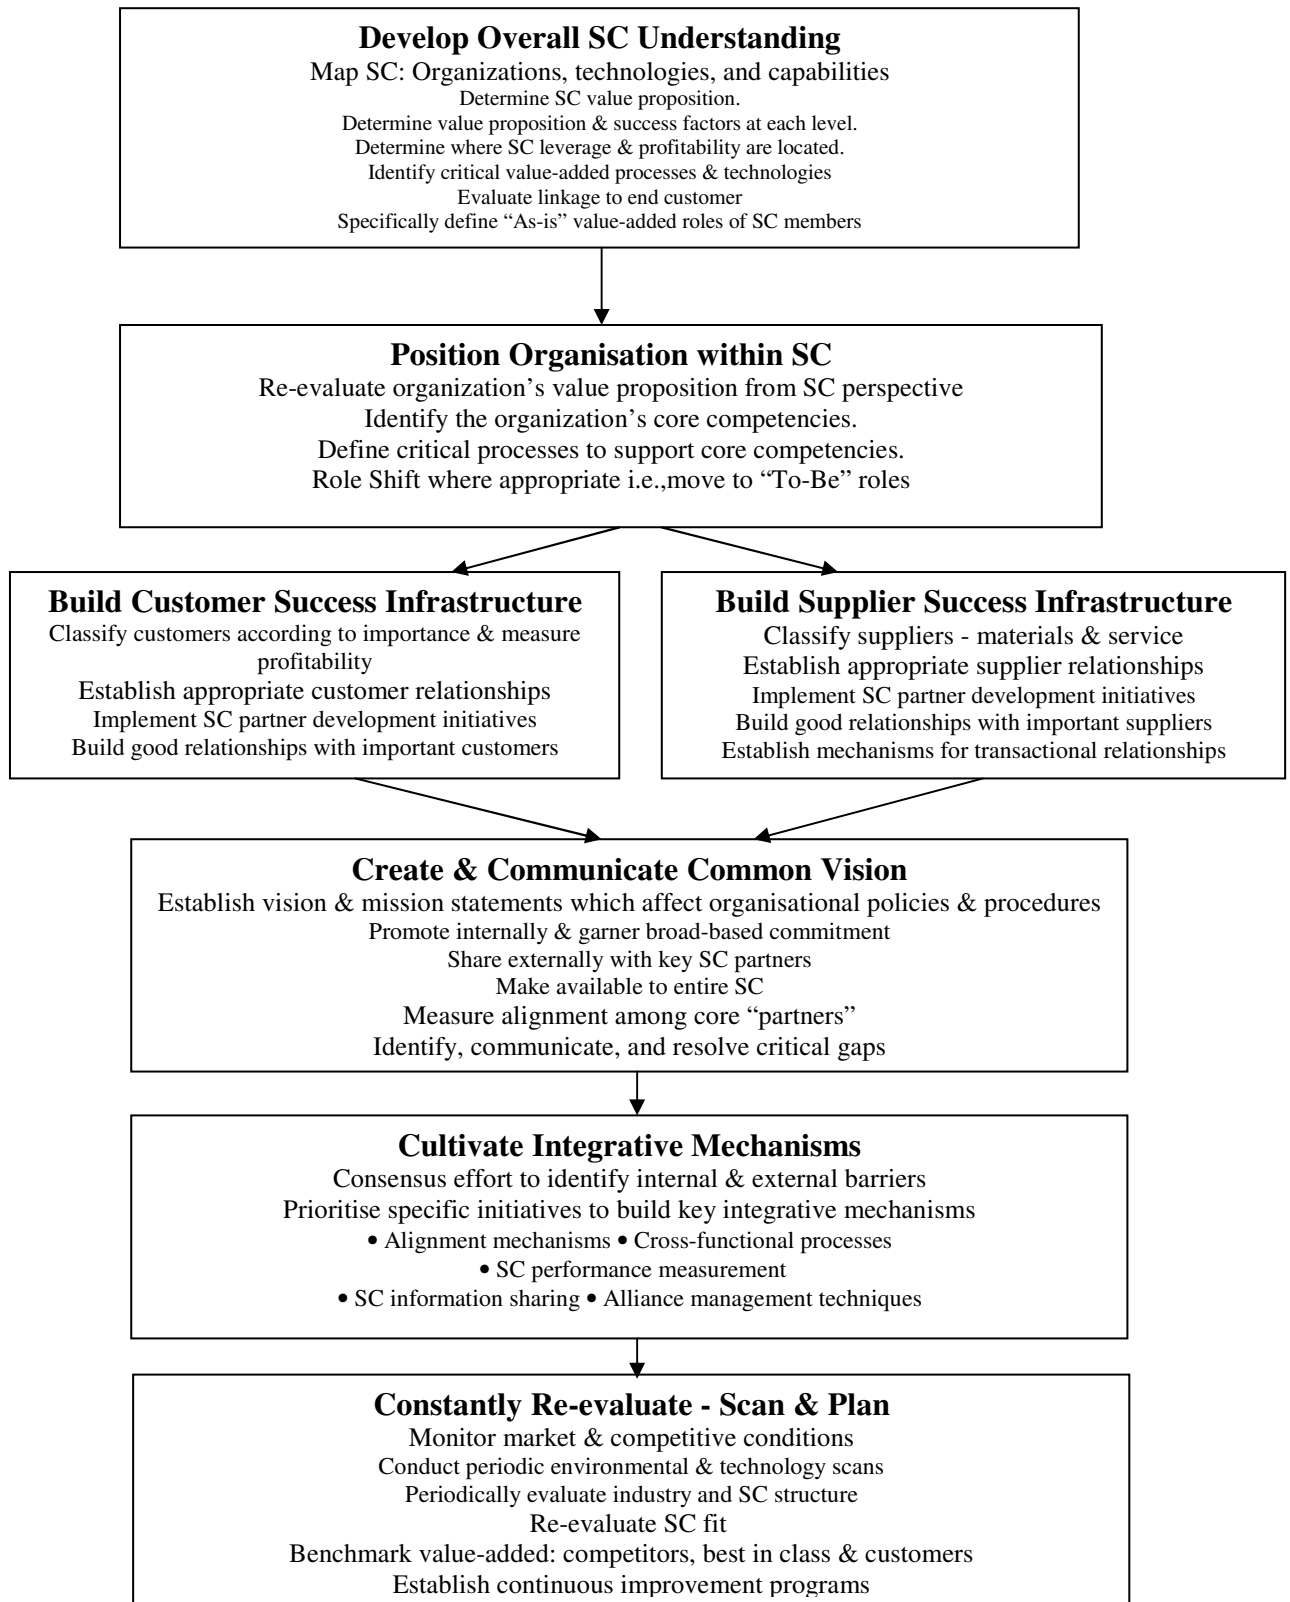 Develop Overall SC Understanding
Map SC: Organizations, technologies, and capabilities
Determine SC value proposition.
Determine value proposition & success factors at each level.
Determine where SC leverage & profitability are located.
Identify critical value-added processes & technologies
Evaluate linkage to end customer
Specifically define “As-is” value-added roles of SC members
Position Organisation within SC
Re-evaluate organization’s value proposition from SC perspective
Identify the organization’s core competencies.
Define critical processes to support core competencies.
Role Shift where appropriate i.e.,move to “To-Be” roles
Build Customer Success Infrastructure
Classify customers according to importance & measure
profitability
Establish appropriate customer relationships
Implement SC partner development initiatives
Build good relationships with important customers
Build Supplier Success Infrastructure
Classify suppliers - materials & service
Establish appropriate supplier relationships
Implement SC partner development initiatives
Build good relationships with important suppliers
Establish mechanisms for transactional relationships
Create & Communicate Common Vision
Establish vision & mission statements which affect organisational policies & procedures
Promote internally & garner broad-based commitment
Share externally with key SC partners
Make available to entire SC
Measure alignment among core “partners”
Identify, communicate, and resolve critical gaps
Cultivate Integrative Mechanisms
Consensus effort to identify internal & external barriers
Prioritise specific initiatives to build key integrative mechanisms
• Alignment mechanisms • Cross-functional processes
• SC performance measurement
• SC information sharing • Alliance management techniques
Constantly Re-evaluate - Scan & Plan
Monitor market & competitive conditions
Conduct periodic environmental & technology scans
Periodically evaluate industry and SC structure
Re-evaluate SC fit
Benchmark value-added: competitors, best in class & customers
Establish continuous improvement programs